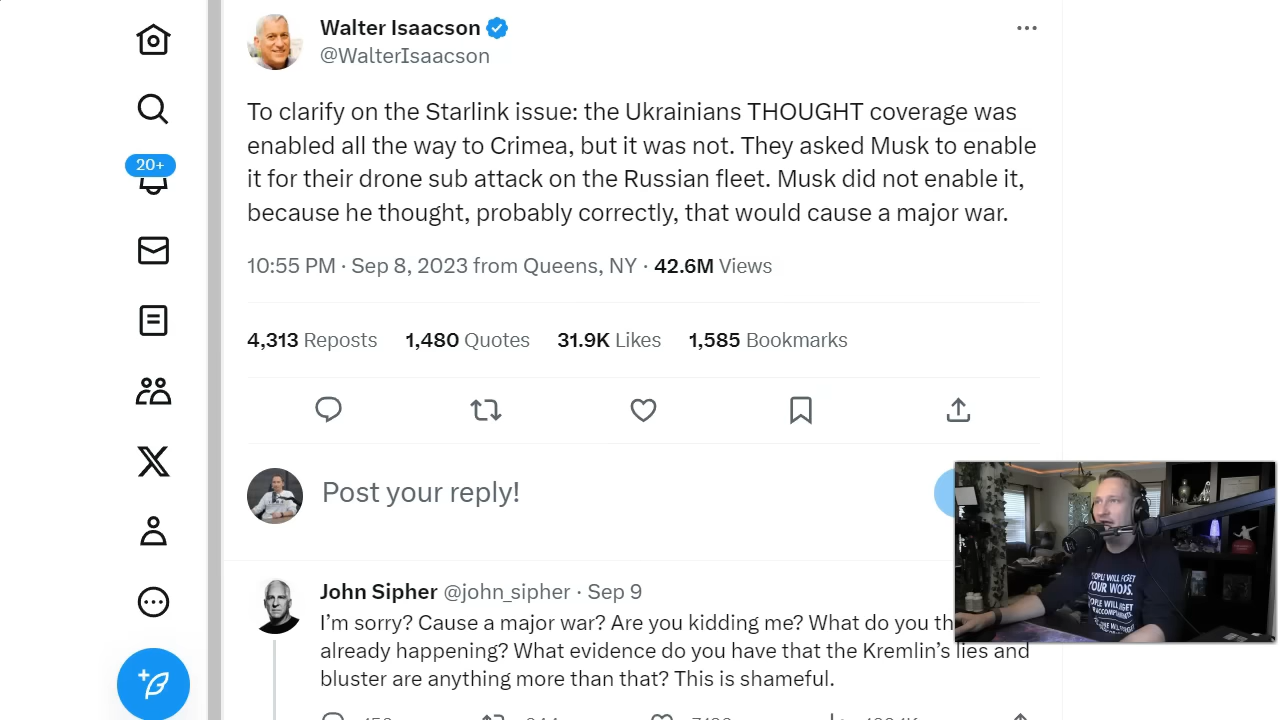 Walter Isaacson
@WalterIsaacson
To clarify on the Starlink issue: the Ukrainians THOUGHT coverage was
enabled all the way to Crimea, but it was not. They asked Musk to enable
it for their drone sub attack on the Russian fleet. Musk did not enable it,
because he thought, probably correctly, that would cause a major war.
10:55 PM · Sep 8, 2023 from Queens, NY · 42.6M Views
20+
4,313 Reposts 1,480 Quotes 31.9K Likes 1,585 Bookmarks
Post your reply!
John Sipher @john_sipher · Sep 9
I’m sorry? Cause a major war? Are you kidding me? What do you
already happening? What evidence do you have that the Kremlin’s lies and
bluster are anything more than that? This is shameful.
PEOPLE WILL FORGET
YOUR WORDS.